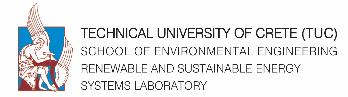 TECHNICAL UNIVERSITY OF CRETE (TUC)
SCHOOL OF ENVIRONMENTAL ENGINEERING
RENEWABLE AND SUSTAINABLE ENERGY
SYSTEMS LABORATORY